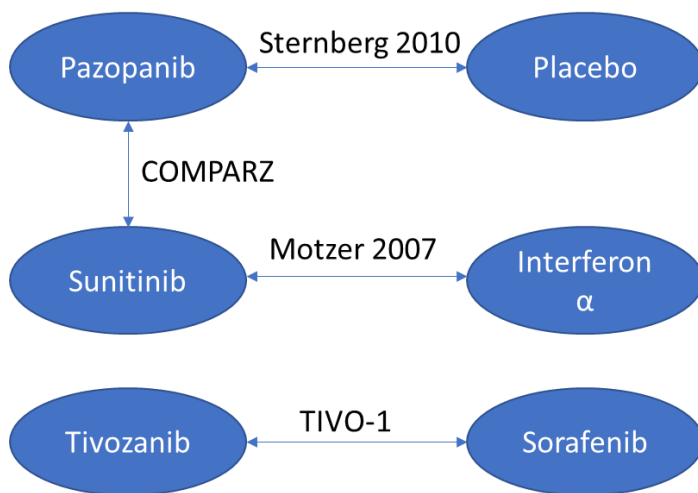 Sternberg 2010
Pazopanib
Placebo
COMPARZ
Motzer 2007
Sunitinib
Interferon
α
TIVO-1
Tivozanib
Sorafenib